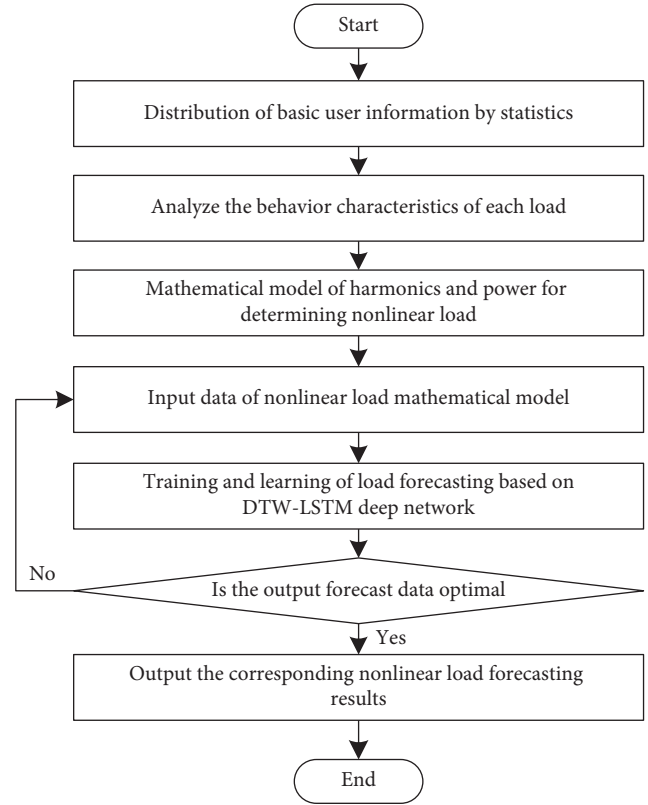 Start
Distribution of basic user information by statistics
Analyze the behavior characteristics of each load
Mathematical model of harmonics and power for
determining nonlinear load
Input data of nonlinear load mathematical model
Training and learning of load forecasting based on
DTW-LSTM deep network
No
Is the output forecast data optimal
Yes
Output the corresponding nonlinear load forecasting
results
End